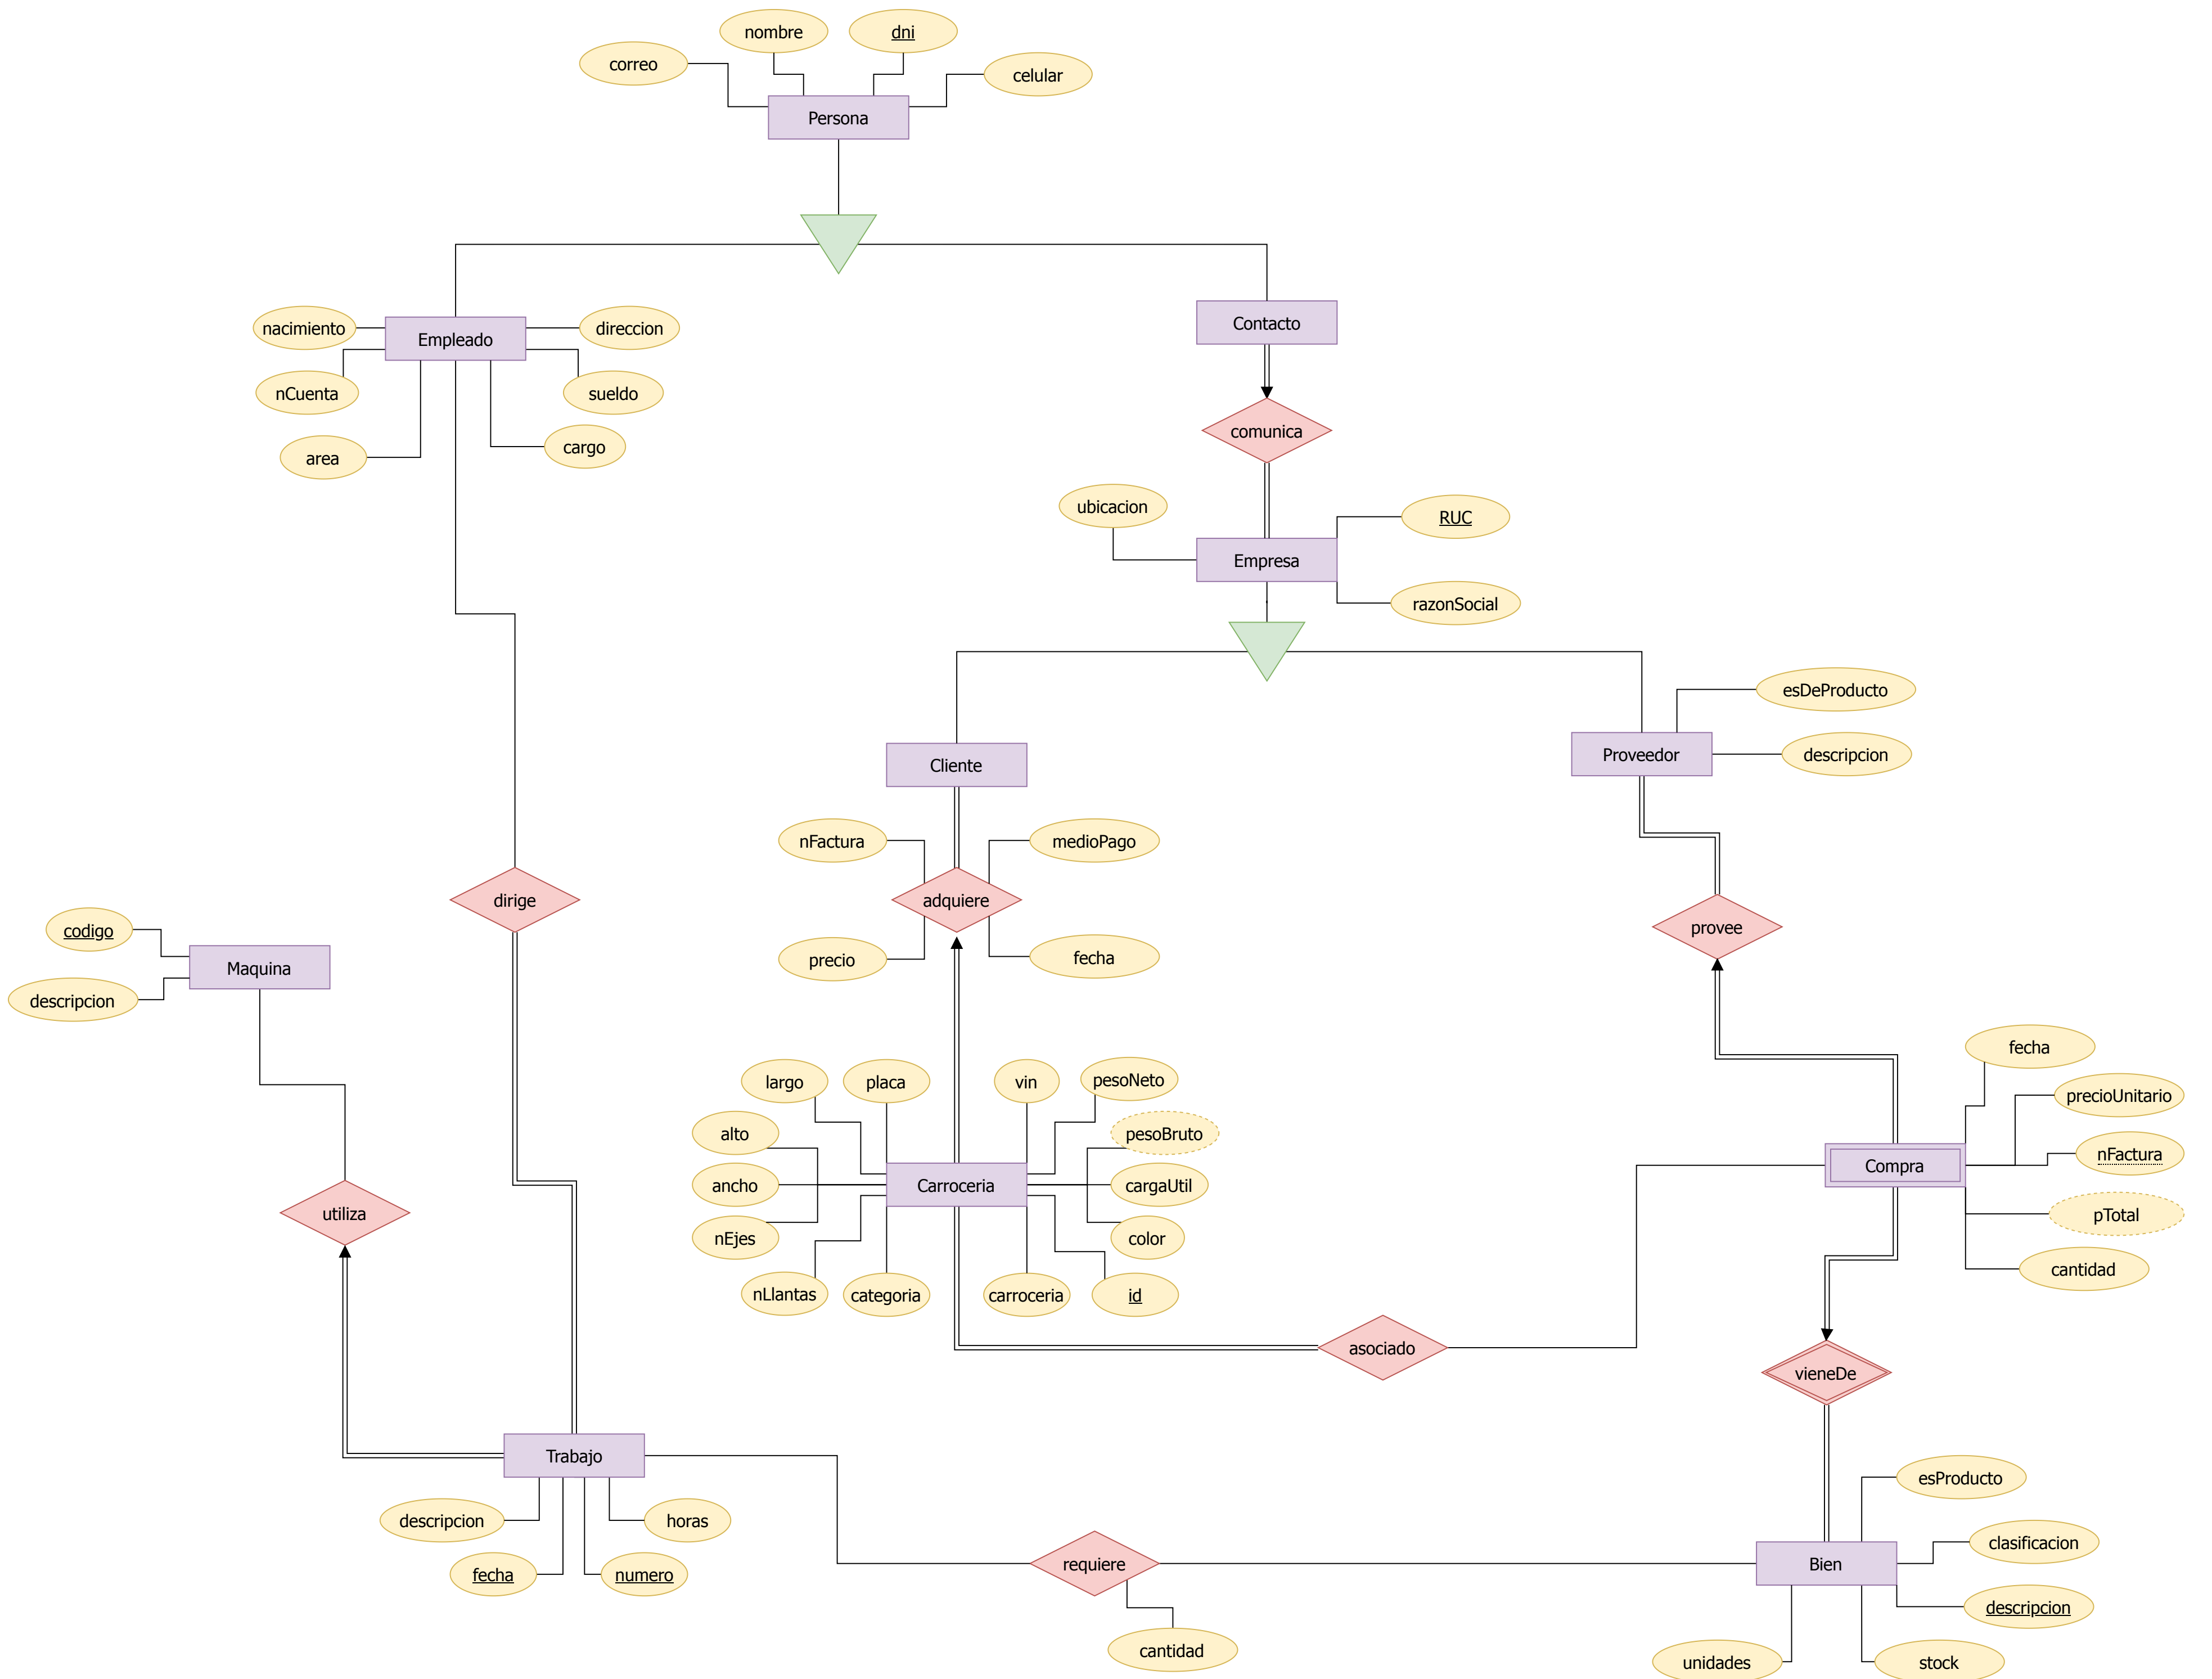 nombre
dni
correo
celular
Persona
nacimiento
Empleado
direccion
Contacto
nCuenta
sueldo
area
cargo
comunica
ubicacion
RUC
Empresa
razonSocial
esDeProducto
Cliente
Proveedor
descripcion
nFactura
medioPago
dirige
adquiere
provee
codigo
Maquina
precio
fecha
descripcion
fecha
largo
placa
vin
pesoNeto
precioUnitario
alto
pesoBruto
nFactura
Compra
ancho
Carroceria
cargaUtil
utiliza
pTotal
nEjes
color
cantidad
nLlantas
categoria
carroceria
id
asociado
vieneDe
Trabajo
esProducto
descripcion
horas
clasificacion
requiere
Bien
fecha
numero
descripcion
cantidad
unidades
stock